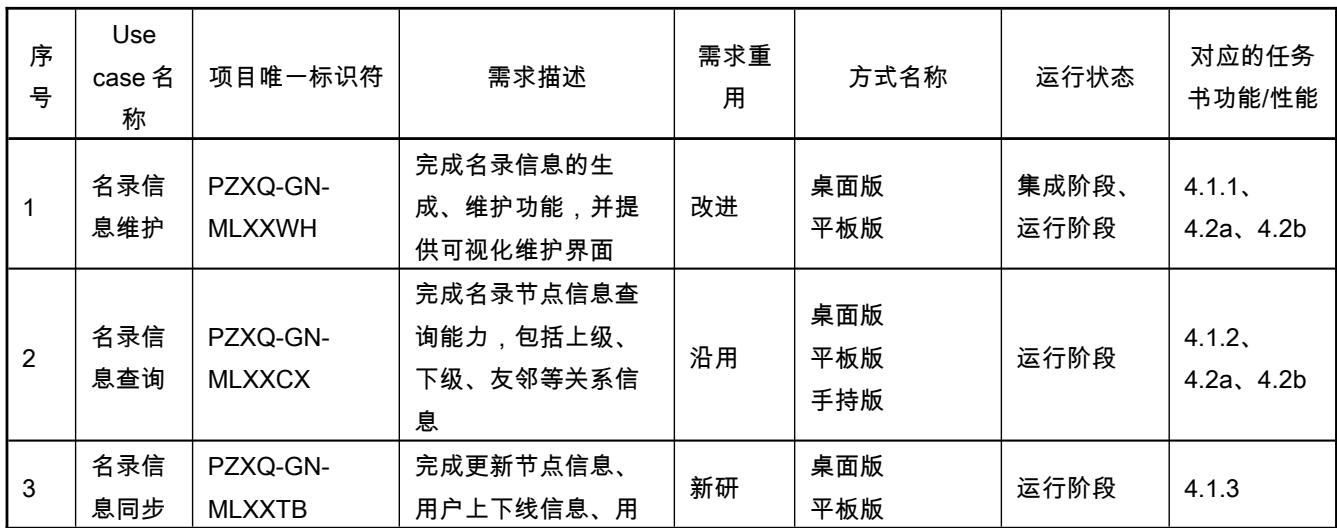 序
号
Use
case 名
称
项目唯一标识符
需求描述
需求重
用
方式名称
运行状态
对应的任务
书功能/性能
1
名录信
息维护
PZXQ-GN-
MLXXWH
完成名录信息的生
成、维护功能，并提
供可视化维护界面
改进
桌面版
平板版
集成阶段、
运行阶段
4.1.1、
4.2a、4.2b
2
名录信
息查询
PZXQ-GN-
MLXXCX
完成名录节点信息查
询能力，包括上级、
下级、友邻等关系信
息
沿用
桌面版
平板版
手持版
运行阶段
4.1.2、
4.2a、4.2b
3
名录信
息同步
PZXQ-GN-
MLXXTB
完成更新节点信息、
用户上下线信息、用
新研
桌面版
平板版
运行阶段
4.1.3